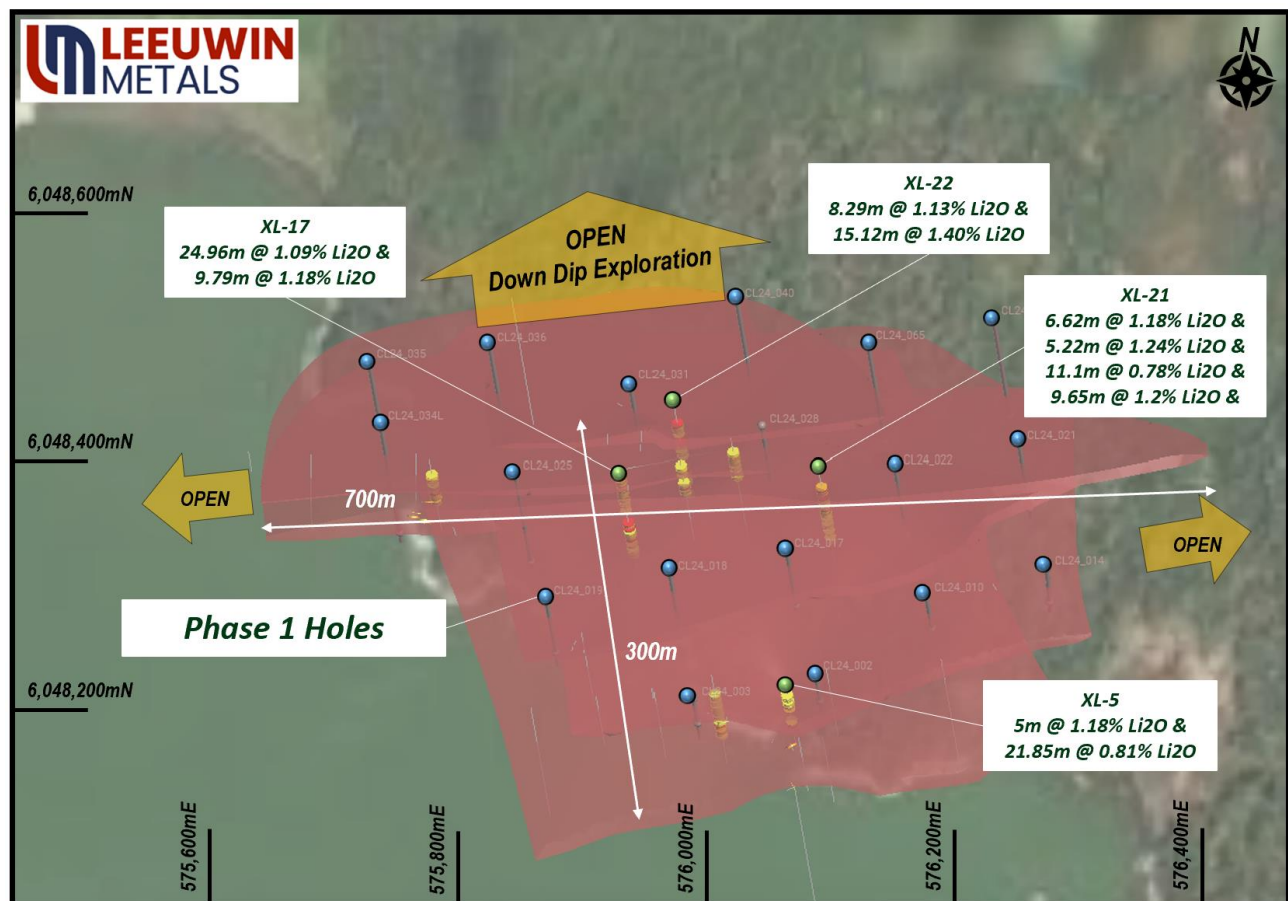 LEEUWIN
METALS
N
6,048,600mN
XL-22
8.29m @ 1.13% Li2O &
15.12m @ 1.40% Li2O
XL-17
24.96m @ 1.09% Li2O &
9.79m @ 1.18% Li2O
OPEN
Down Dip Exploration
XL-21
6.62m @ 1.18% Li2O &
5.22m @ 1.24% Li2O &
11.1m @ 0.78% Li2O &
9.65m @ 1.2% Li2O &
CL24_040
CL24_036
CL24_065
CL24_035
CL24_031
CL24_034L
CL24_028
6,048,400mN
CL24_021
CL24_025
CL24_022
OPEN
700m
OPEN
CL24_017
CL24_018
CL24_014
CL24_019
CL24_010
Phase 1 Holes
300m
6,048,200mN
CL24_002
CL24_003
XL-5
5m @ 1.18% Li2O &
21.85m @ 0.81% Li2O
575,600mE
575,800mE
576,000mE
576,200mE
576,400mE